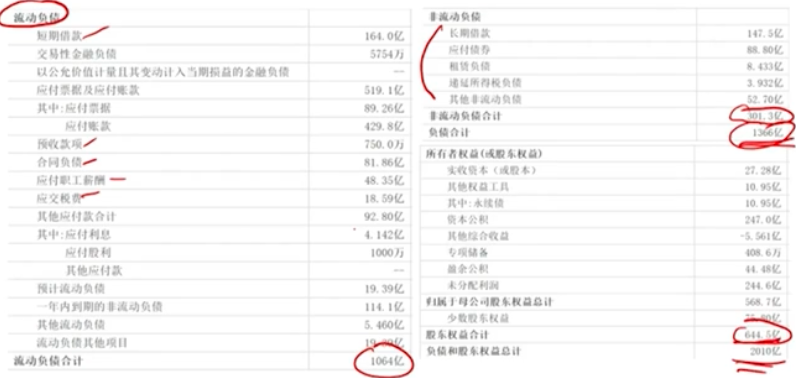 流动负债
短期借款 164.0亿
交易性金融负债 5754万
以公允价值计量且其变动计入当期损益的金融负债 --
应付票据及应付账款 519.1亿
其中:应付票据 89.26亿
应付账款 429.8亿
预收款项 750.0万
合同负债 81.86亿
应付职工薪酬 48.35亿
应交税费 18.59亿
其他应付款合计 92.80亿
其中:应付利息 4.142亿
应付股利 1000万
其他应付款 --
预计流动负债 19.39亿
一年内到期的非流动负债 114.1亿
其他流动负债 5.460亿
流动负债其他项目
流动负债合计 1064亿
非流动负债
长期借款 147.5亿
应付债券 88.80亿
租赁负债 8.433亿
递延所得税负债 3.932亿
其他非流动负债 52.70亿
非流动负债合计 301.3亿
负债合计 1366亿
所有者权益(或股东权益)
实收资本（或股本） 27.28亿
其他权益工具 10.95亿
其中:永续债 10.95亿
资本公积 247.0亿
其他综合收益 -5.561亿
专项储备 408.6万
盈余公积 44.48亿
未分配利润 244.6亿
归属于母公司股东权益总计 568.7亿
少数股东权益
股东权益合计 644.5亿
负债和股东权益总计 2010亿